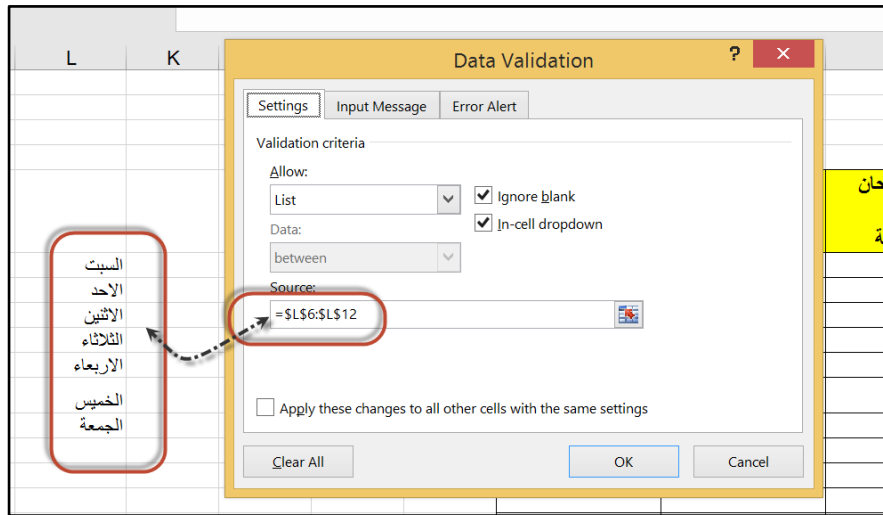 L
K
Data Validation
?
Settings
Input Message
Error Alert
Validation criteria
Allow:
List
Ignore blank
Data:
In-cell dropdown
between
Source:
=$L$6:$L$12
Apply these changes to all other cells with the same settings
Clear All
OK
Cancel
السبت
الاحد
الاثنين
الثلاثاء
الاربعاء
الخميس
الجمعة